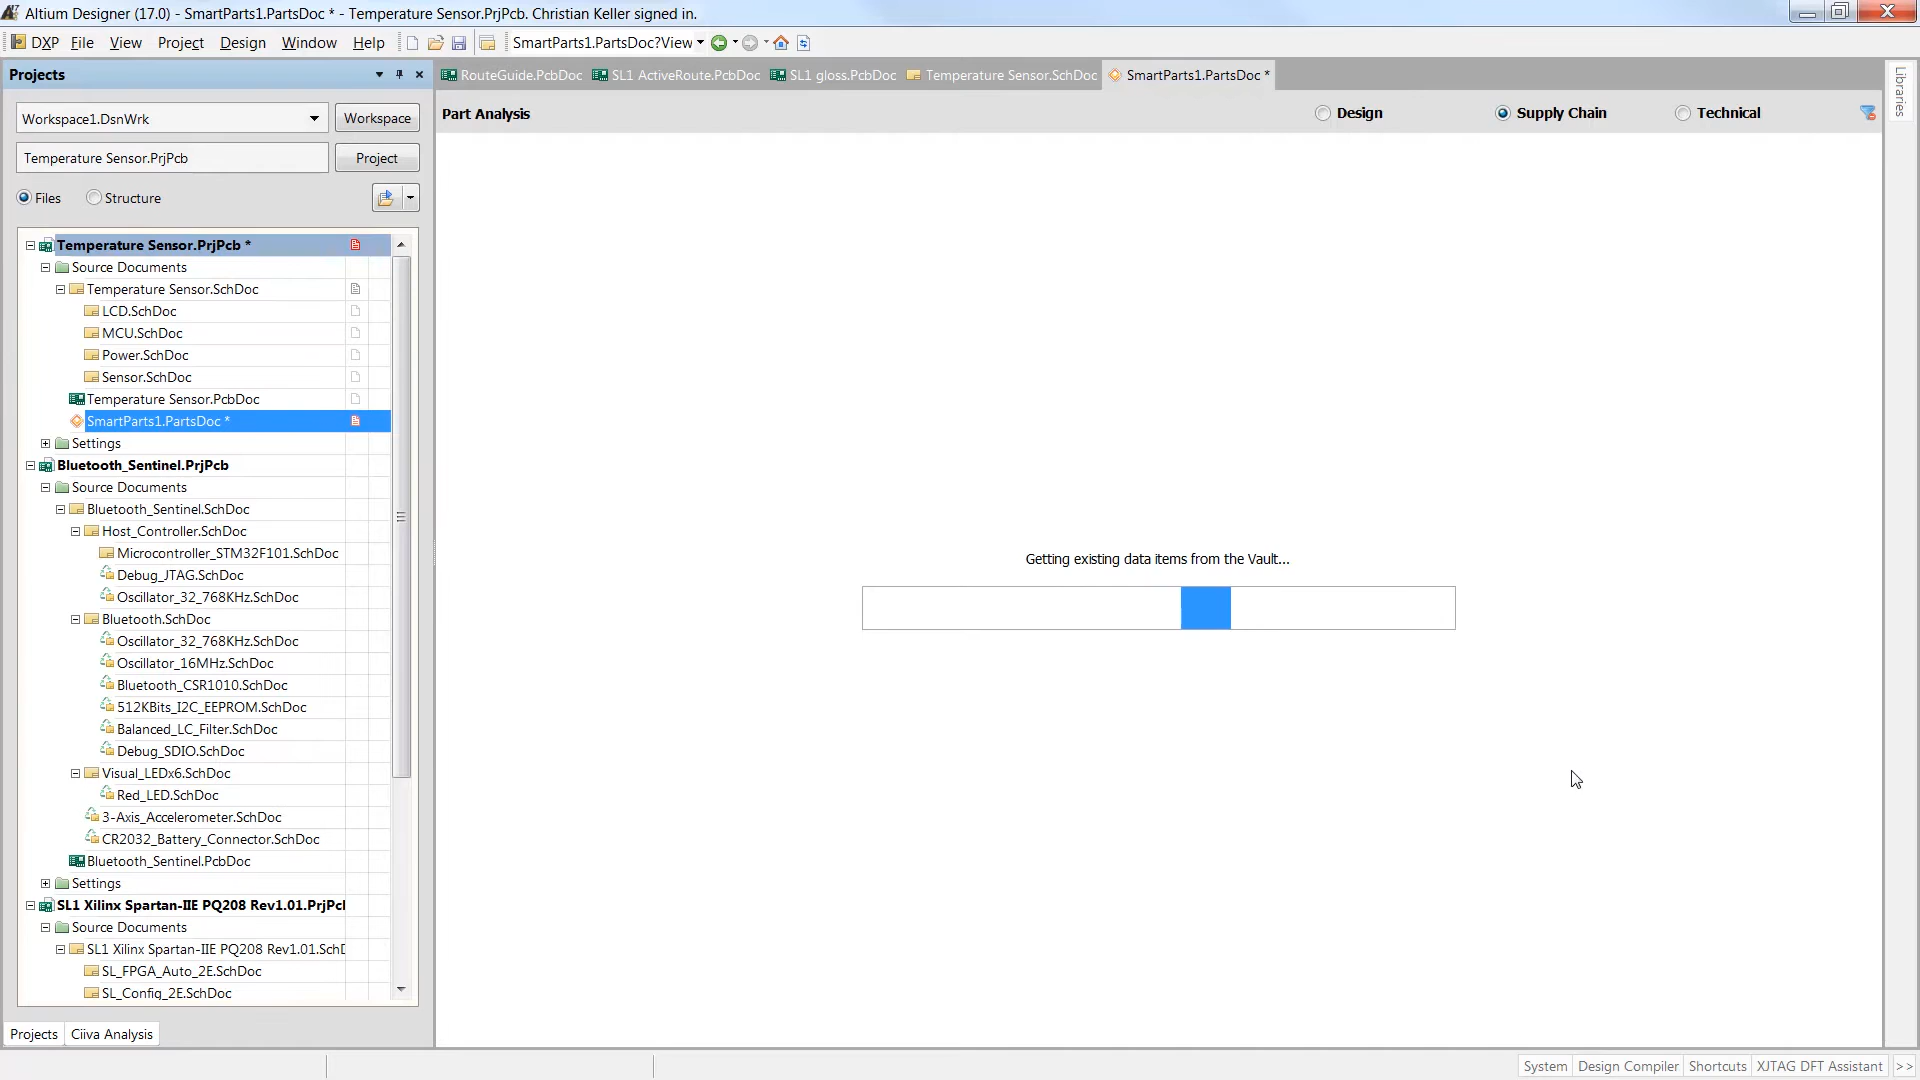 Altium Designer (17.0) - SmartParts1.PartsDoc * - Temperature Sensor.PrjPcb. Christian Keller signed in.
DXP File View Project Design Window Help SmartParts1.PartsDoc?View
Projects
RouteGuide.PcbDoc SL1 ActiveRoute.PcbDoc SL1 gloss.PcbDoc Temperature Sensor.SchDoc SmartParts1.PartsDoc *
Libraries
Workspace1.DsnWrk Workspace
Part Analysis Design Supply Chain Technical
Temperature Sensor.PrjPcb Project
Files Structure
Temperature Sensor.PrjPcb *
Source Documents
Temperature Sensor.SchDoc
LCD.SchDoc
MCU.SchDoc
Power.SchDoc
Sensor.SchDoc
Temperature Sensor.PcbDoc
SmartParts1.PartsDoc *
Settings
Bluetooth_Sentinel.PrjPcb
Source Documents
Bluetooth_Sentinel.SchDoc
Host_Controller.SchDoc
Microcontroller_STM32F101.SchDoc
Debug_JTAG.SchDoc
Oscillator_32_768KHz.SchDoc
Bluetooth.SchDoc
Oscillator_32_768KHz.SchDoc
Oscillator_16MHz.SchDoc
Bluetooth_CSR1010.SchDoc
512KBits_I2C_EEPROM.SchDoc
Balanced_LC_Filter.SchDoc
Debug_SDIO.SchDoc
Visual_LEDx6.SchDoc
Red_LED.SchDoc
3-Axis_Accelerometer.SchDoc
CR2032_Battery_Connector.SchDoc
Bluetooth_Sentinel.PcbDoc
Settings
SL1 Xilinx Spartan-IIE PQ208 Rev1.01.PrjPcl
Source Documents
SL1 Xilinx Spartan-IIE PQ208 Rev1.01.SchD
SL_FPGA_Auto_2E.SchDoc
SL_Config_2E.SchDoc
Getting existing data items from the Vault...
Projects Ciiva Analysis
System Design Compiler Shortcuts XJTAG DFT Assistant >>